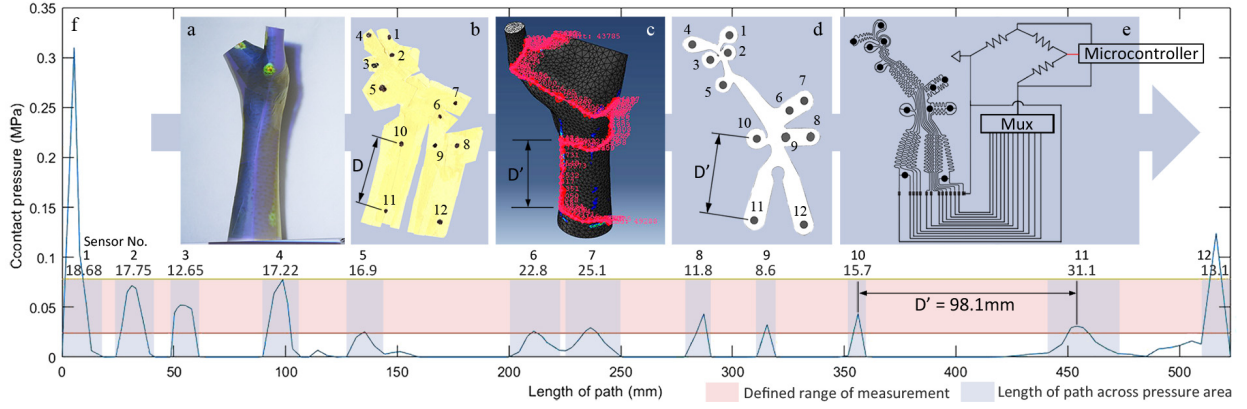 f
a
b
c
d
e
4
1
2
3
5
7
6
10
9
8
D
11
12
D'
1
4
2
3
7
5
6
10
8
9
D'
11
12
Microcontroller
Mux
Ccontact pressure (MPa)
0.35
0.3
0.25
0.2
0.15
0.1
0.05
0
Sensor No.
1 2 3 4 5 6 7 8 9 10 11 12
18.68 17.75 12.65 17.22 16.9 22.8 25.1 11.8 8.6 15.7 31.1 13.1
D' = 98.1mm
0 50 100 150 200 250 300 350 400 450 500
Length of path (mm)
Defined range of measurement
Length of path across pressure area